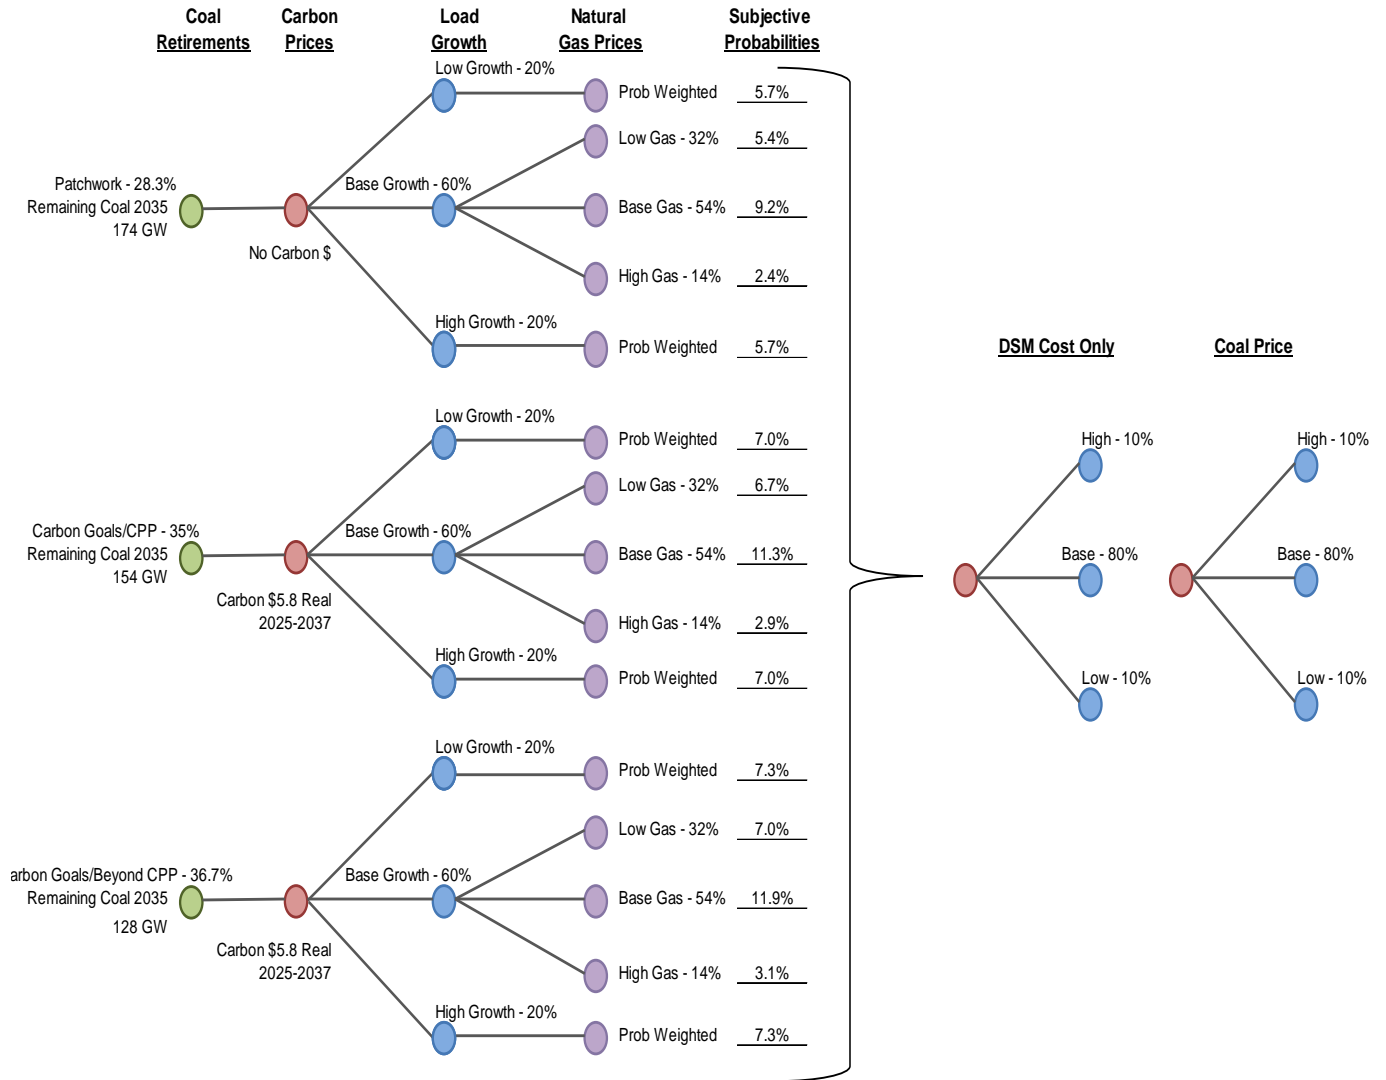 Coal Retirements
Carbon Prices
Load Growth
Natural Gas Prices
Subjective Probabilities
Low Growth - 20%
Prob Weighted 5.7%
Low Gas - 32% 5.4%
Patchwork - 28.3%
Remaining Coal 2035
174 GW
No Carbon $
Base Growth - 60%
Base Gas - 54% 9.2%
High Gas - 14% 2.4%
High Growth - 20%
Prob Weighted 5.7%
Low Growth - 20%
Prob Weighted 7.0%
Low Gas - 32% 6.7%
Carbon Goals/CPP - 35%
Remaining Coal 2035
154 GW
Carbon $5.8 Real
2025-2037
Base Growth - 60%
Base Gas - 54% 11.3%
High Gas - 14% 2.9%
High Growth - 20%
Prob Weighted 7.0%
Low Growth - 20%
Prob Weighted 7.3%
Low Gas - 32% 7.0%
arbon Goals/Beyond CPP - 36.7%
Remaining Coal 2035
128 GW
Carbon $5.8 Real
2025-2037
Base Growth - 60%
Base Gas - 54% 11.9%
High Gas - 14% 3.1%
High Growth - 20%
Prob Weighted 7.3%
DSM Cost Only
High - 10%
Base - 80%
Low - 10%
Coal Price
High - 10%
Base - 80%
Low - 10%